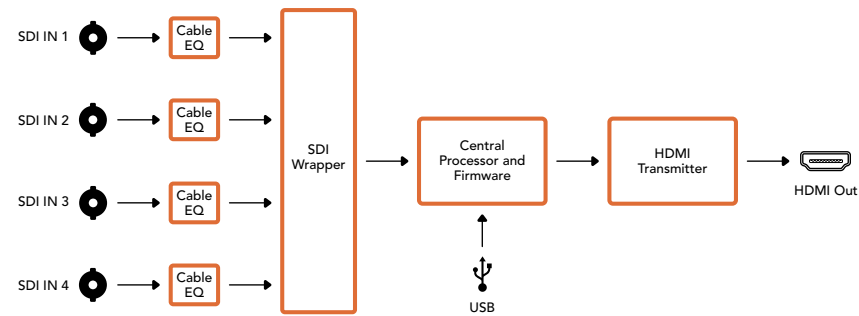 SDI IN 1
Cable
EQ
SDI IN 2
Cable
EQ
SDI IN 3
Cable
EQ
SDI IN 4
Cable
EQ
SDI
Wrapper
Central
Processor and
Firmware
USB
HDMI
Transmitter
HDMI Out